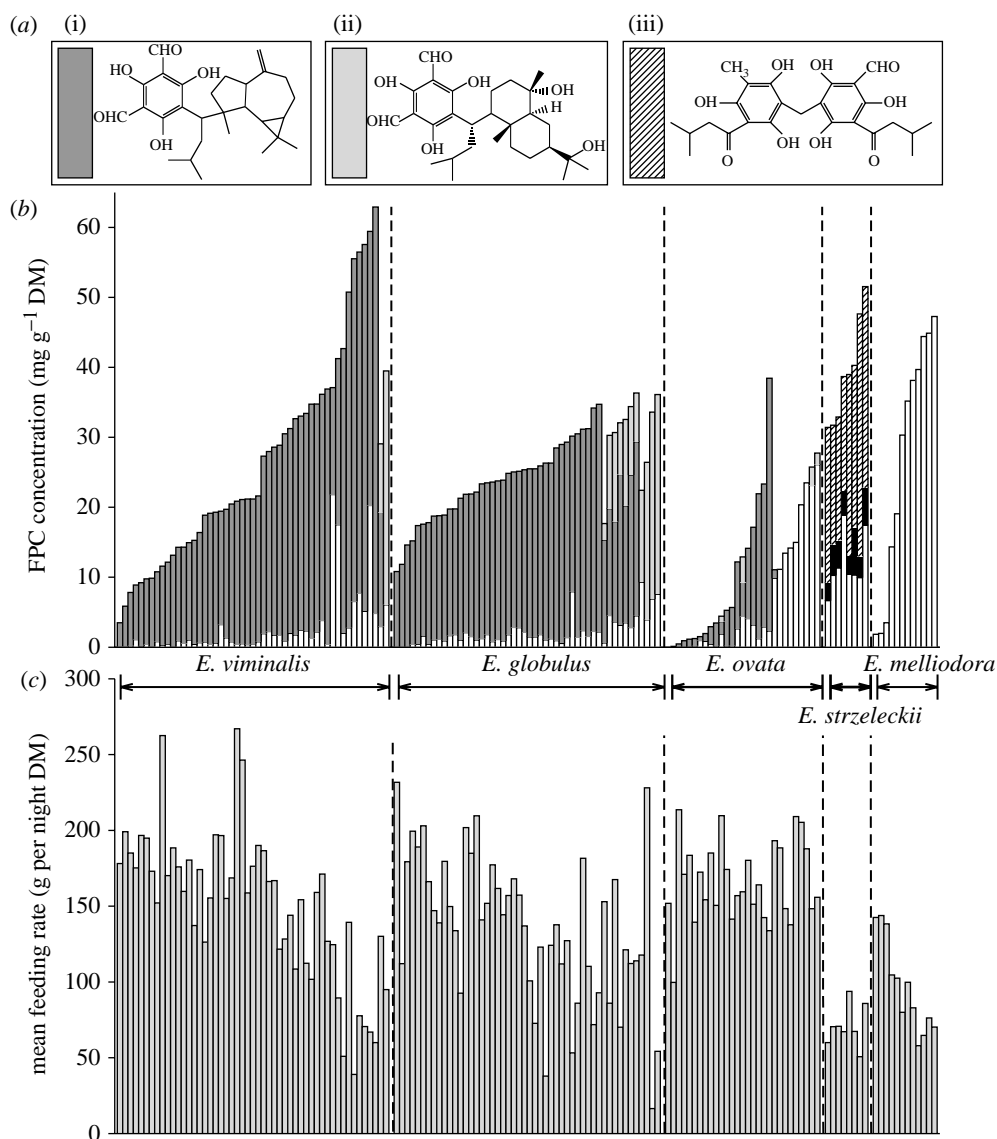 (a) (i) (ii) (iii)
CHO
HO
OH
OHC
OH
CHO
HO
OH
OHC
OH
OH
H
OH
CH3
OH
OH
CHO
OH
OH
OH
OH
O
O
(b)
FPC concentration (mg g−1 DM)
60
50
40
30
20
10
0
E. viminalis E. globulus E. ovata E. melliodora
E. strzeleckii
(c)
mean feeding rate (g per night DM)
300
250
200
150
100
50
0